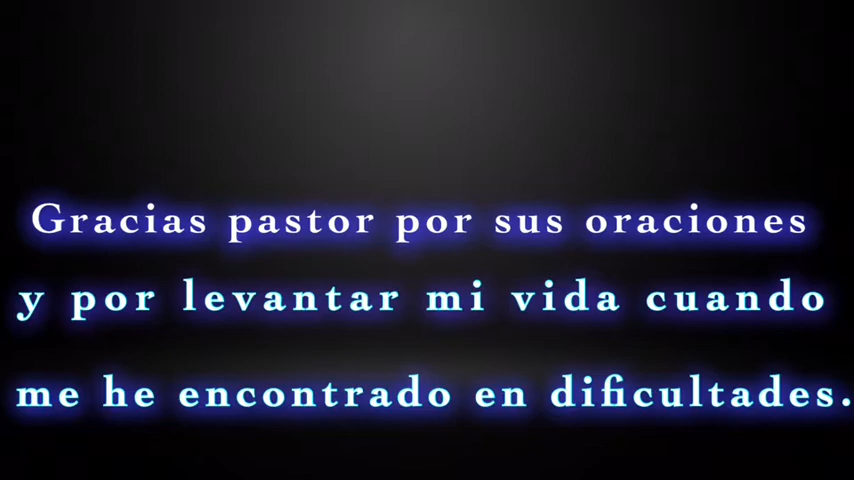 Gracias pastor por sus oraciones
y por levantar mi vida cuando
me he encontrado en dificultades.